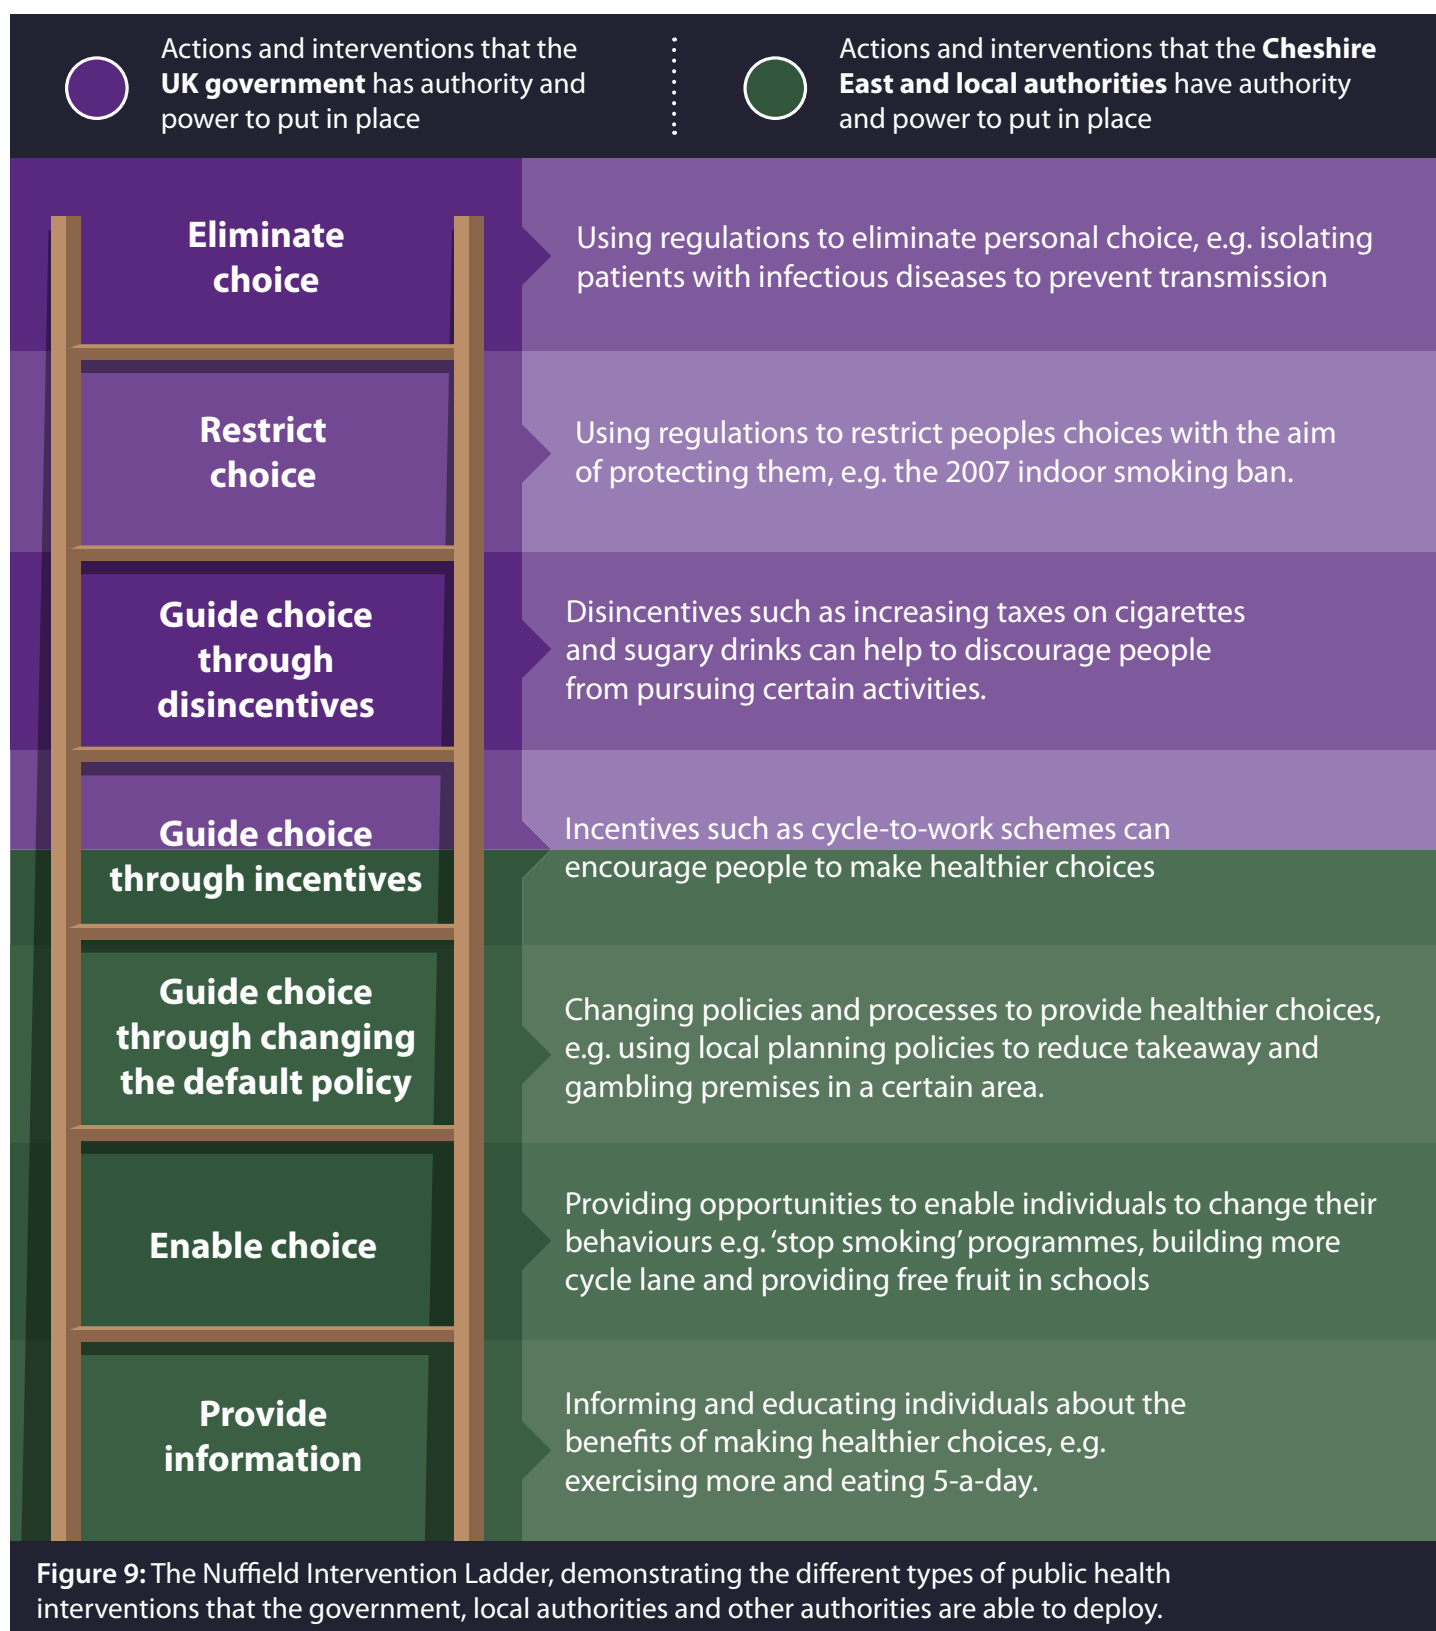 Actions and interventions that the
UK government has authority and
power to put in place
Actions and interventions that the Cheshire
East and local authorities have authority
and power to put in place
Eliminate
choice
Using regulations to eliminate personal choice, e.g. isolating
patients with infectious diseases to prevent transmission
Restrict
choice
Using regulations to restrict peoples choices with the aim
of protecting them, e.g. the 2007 indoor smoking ban.
Guide choice
through
disincentives
Disincentives such as increasing taxes on cigarettes
and sugary drinks can help to discourage people
from pursuing certain activities.
Guide choice
through incentives
Incentives such as cycle-to-work schemes can
encourage people to make healthier choices
Guide choice
through changing
the default policy
Changing policies and processes to provide healthier choices,
e.g. using local planning policies to reduce takeaway and
gambling premises in a certain area.
Enable choice
Providing opportunities to enable individuals to change their
behaviours e.g. ‘stop smoking’ programmes, building more
cycle lane and providing free fruit in schools
Provide
information
Informing and educating individuals about the
benefits of making healthier choices, e.g.
exercising more and eating 5-a-day.
Figure 9: The Nuffield Intervention Ladder, demonstrating the different types of public health
interventions that the government, local authorities and other authorities are able to deploy.